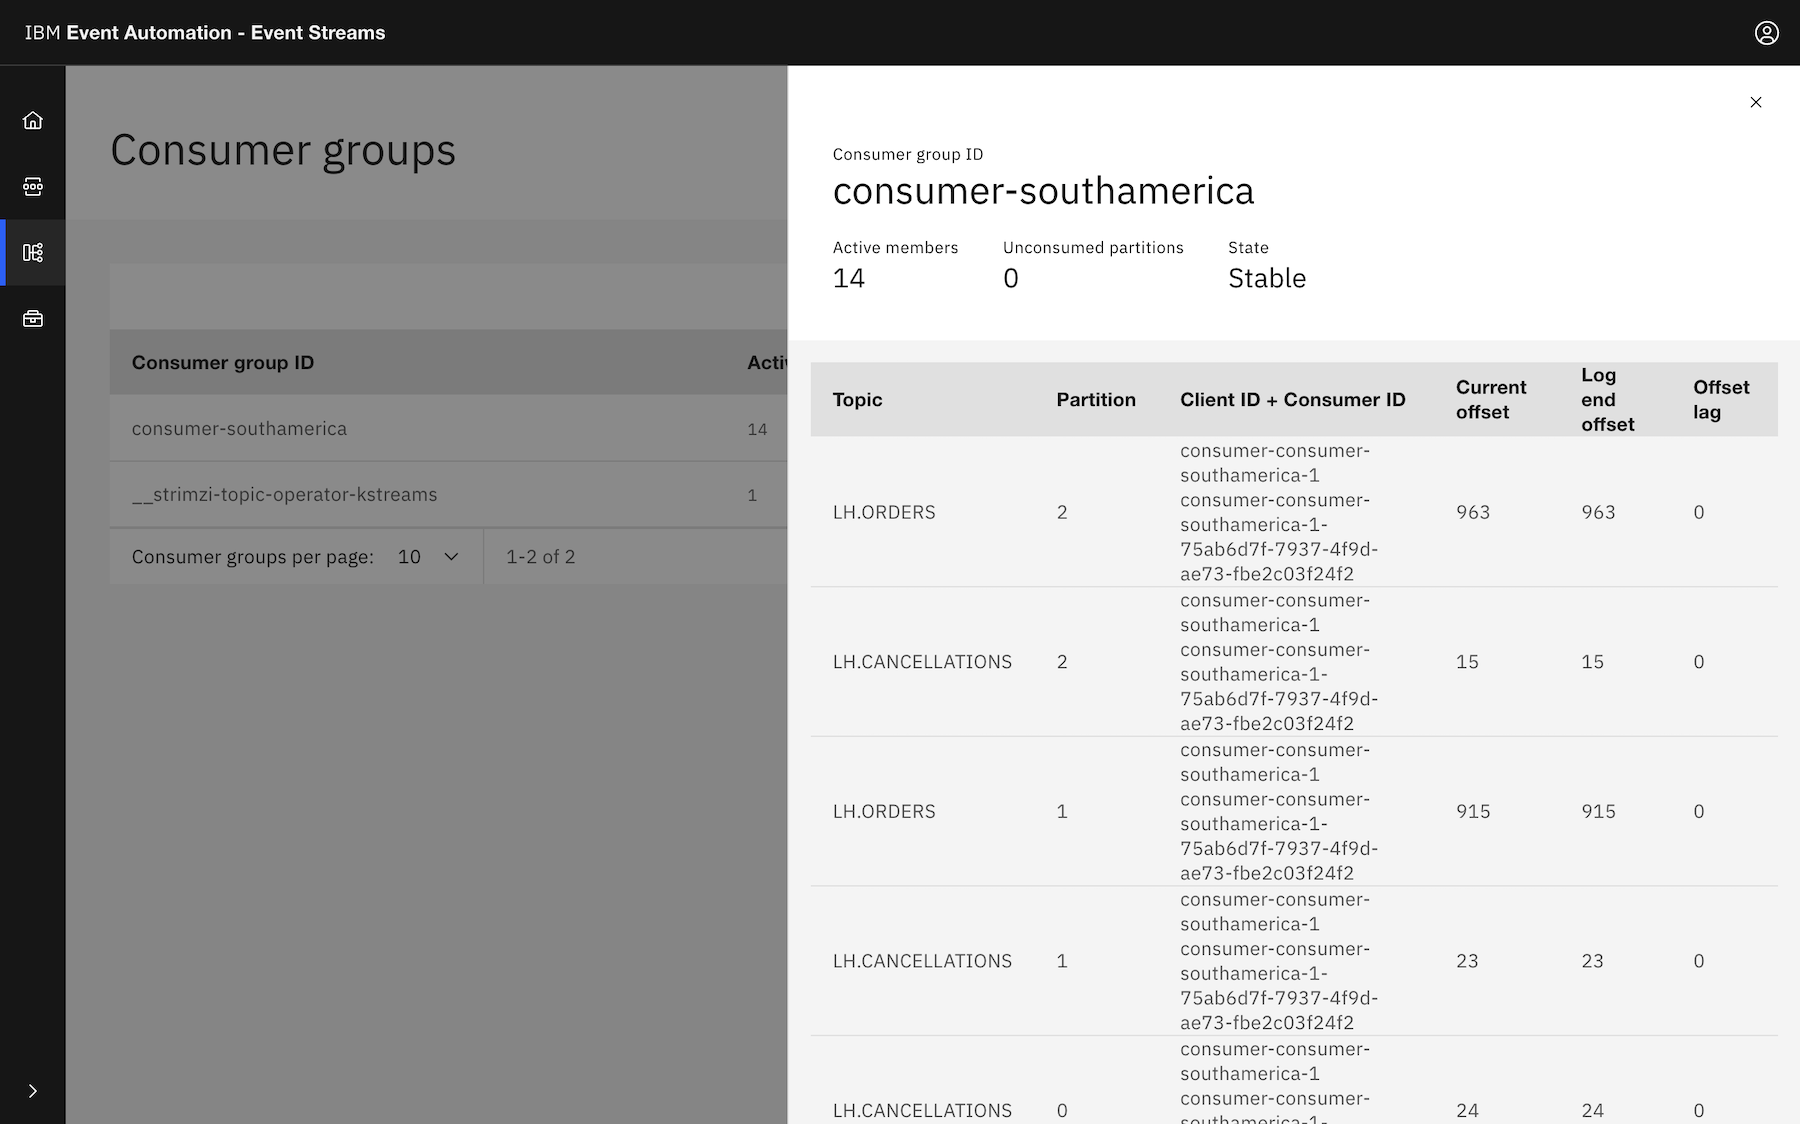 IBM Event Automation - Event Streams
Consumer groups
Consumer group ID
consumer-southamerica
14
__strimzi-topic-operator-kstreams
1
Consumer groups per page: 10
1-2 of 2
Consumer group ID
consumer-southamerica
Active members
14
Unconsumed partitions
0
State
Stable
Topic
Partition
Client ID + Consumer ID
Current
offset
Log
end
offset
Offset
lag
LH.ORDERS
2
consumer-consumer-
southamerica-1
consumer-consumer-
southamerica-1-
75ab6d7f-7937-4f9d-
ae73-fbe2c03f24f2
963
963
0
LH.CANCELLATIONS
2
consumer-consumer-
southamerica-1
consumer-consumer-
southamerica-1-
75ab6d7f-7937-4f9d-
ae73-fbe2c03f24f2
15
15
0
LH.ORDERS
1
consumer-consumer-
southamerica-1
consumer-consumer-
southamerica-1-
75ab6d7f-7937-4f9d-
ae73-fbe2c03f24f2
915
915
0
LH.CANCELLATIONS
1
consumer-consumer-
southamerica-1
consumer-consumer-
southamerica-1-
75ab6d7f-7937-4f9d-
ae73-fbe2c03f24f2
23
23
0
LH.CANCELLATIONS
0
consumer-consumer-
southamerica-1
consumer-consumer-
southamerica-1-
24
24
0